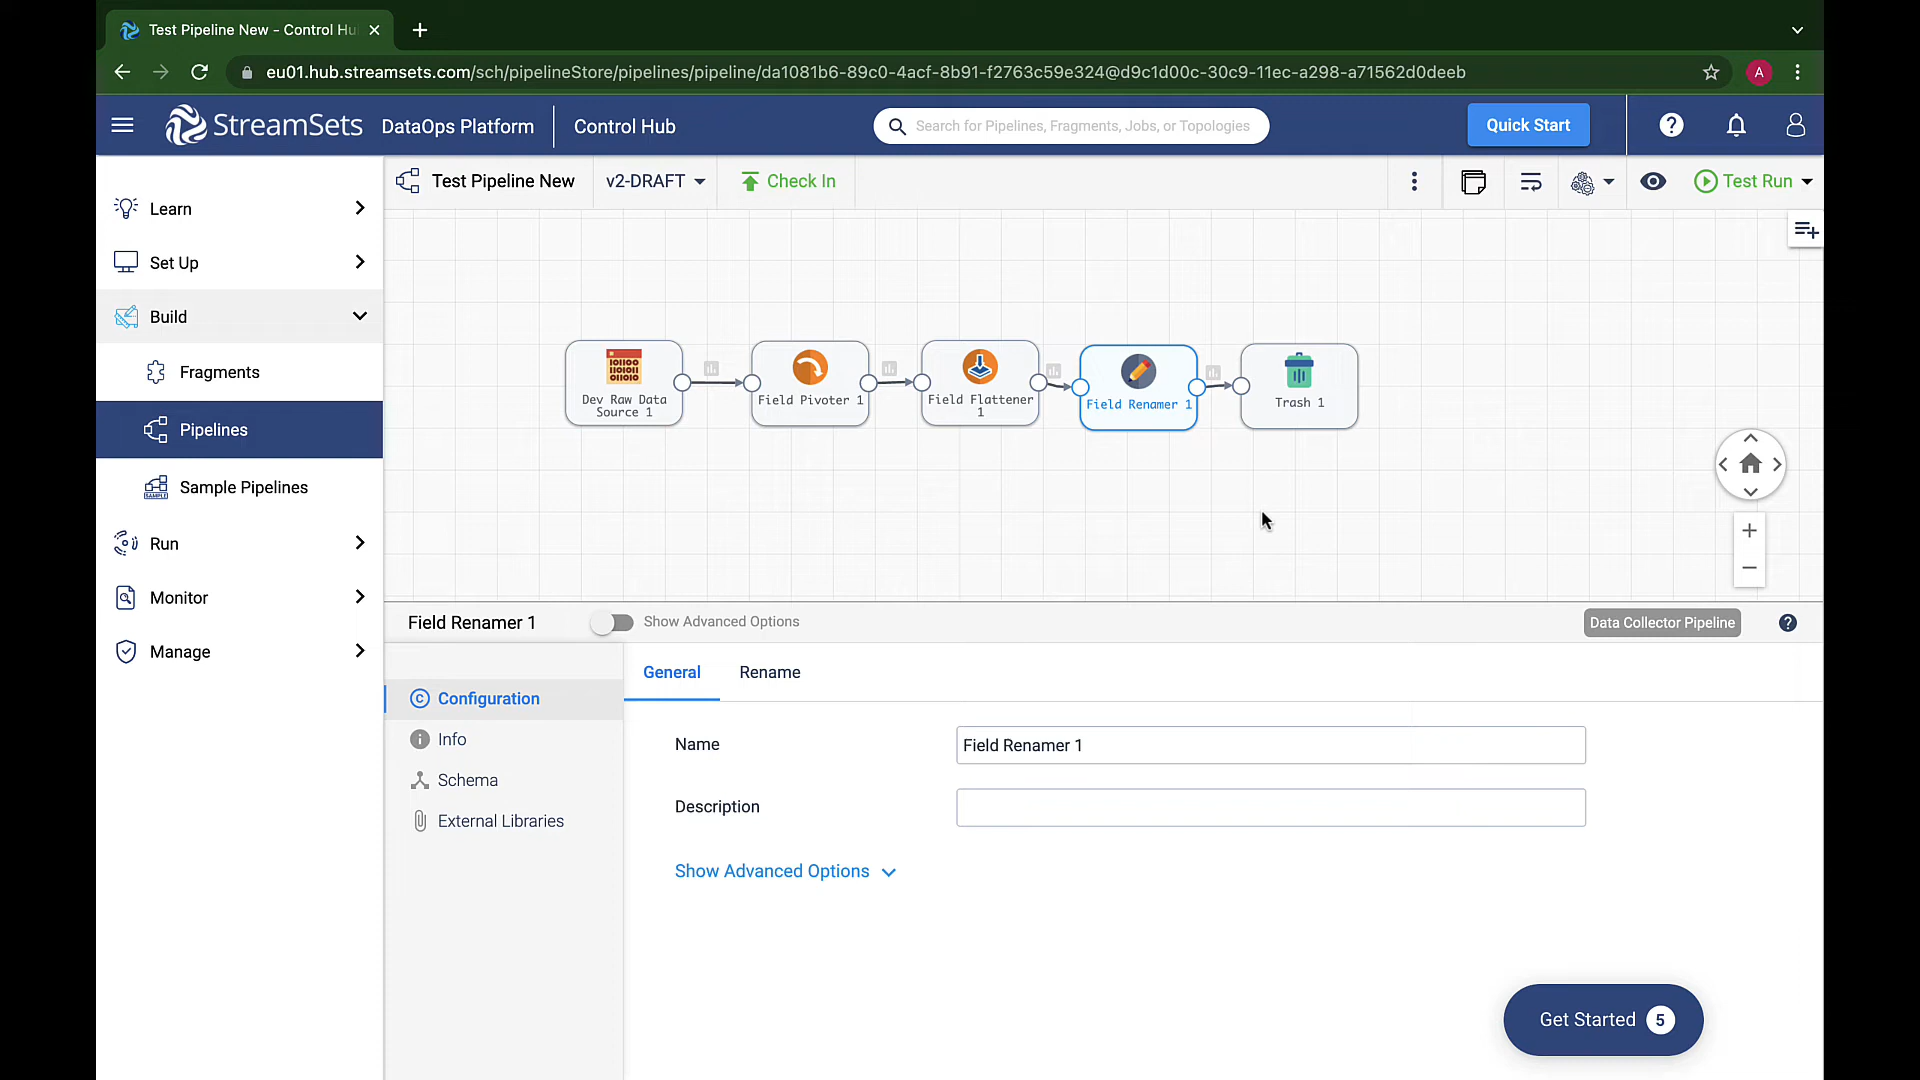 Test Pipeline New - Control Hu
eu01.hub.streamsets.com/sch/pipelineStore/pipelines/pipeline/da1081b6-89c0-4acf-8b91-f2763c59e324@d9c1d00c-30c9-11ec-a298-a71562d0deeb
A
StreamSets DataOps Platform Control Hub
Search for Pipelines, Fragments, Jobs, or Topologies
Quick Start
Learn
Set Up
Build
Fragments
Pipelines
Sample Pipelines
SAMPLE
Run
Monitor
Manage
Test Pipeline New
v2-DRAFT
Check In
Test Run
Dev Raw Data
Source 1
Field Pivoter 1
Field Flattener
1
Field Renamer 1
Trash 1
Field Renamer 1
Show Advanced Options
Data Collector Pipeline
Configuration
Info
Schema
External Libraries
General
Rename
Name
Field Renamer 1
Description
Show Advanced Options
Get Started 5